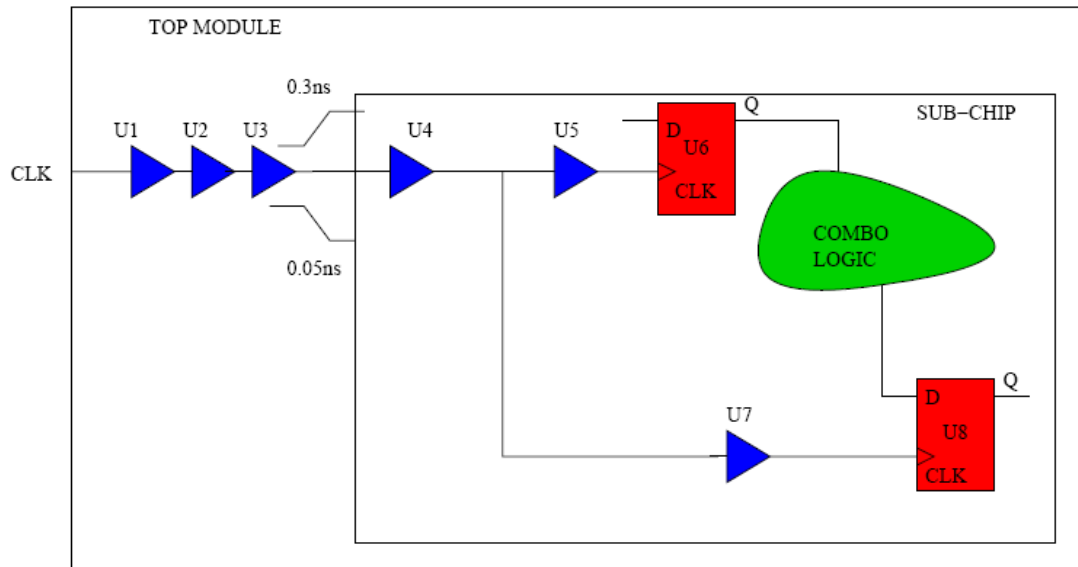 TOP MODULE
0.3ns
SUB−CHIP
U1
U2
U3
U4
U5
Q
D
U6
CLK
CLK
0.05ns
COMBO
LOGIC
U7
D
Q
U8
CLK